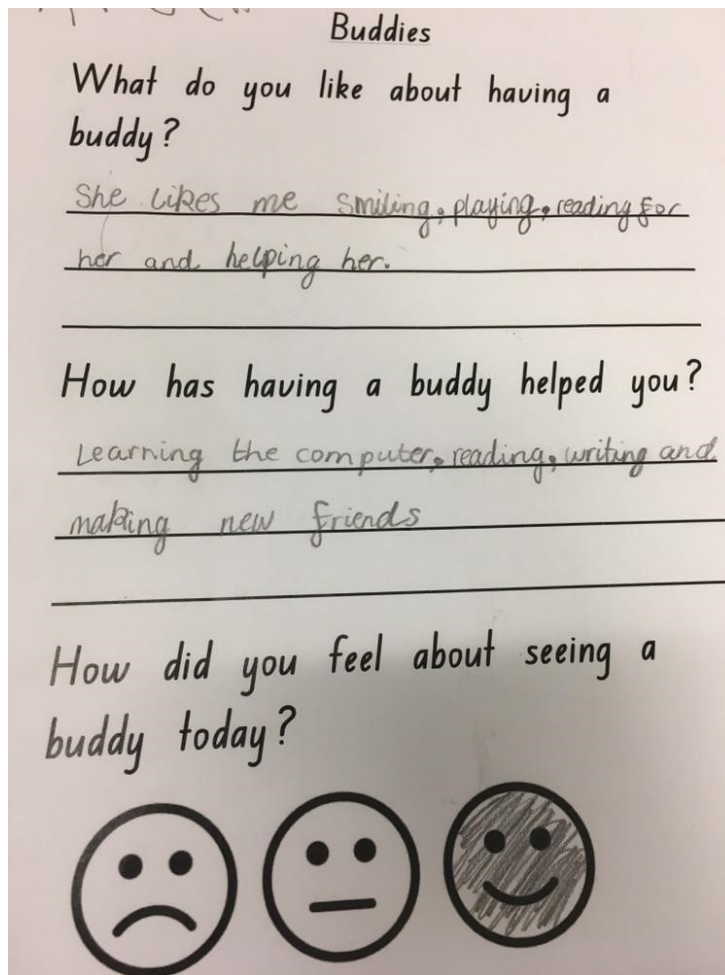 Buddies
What do you like about having a
buddy?
She likes me smiling, playing, reading for
her and helping her.
How has having a buddy helped you?
Learning the computer, reading, writing and
making new friends
How did you feel about seeing a
buddy today?